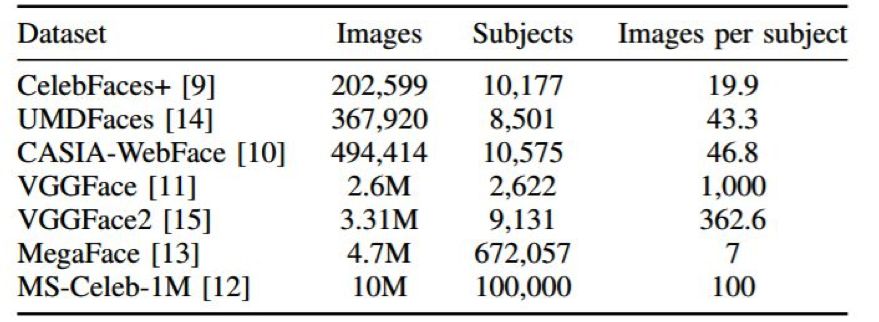 Dataset Images Subjects Images per subject
CelebFaces+ [9] 202,599 10,177 19.9
UMDFaces [14] 367,920 8,501 43.3
CASIA-WebFace [10] 494,414 10,575 46.8
VGGFace [11] 2.6M 2,622 1,000
VGGFace2 [15] 3.31M 9,131 362.6
MegaFace [13] 4.7M 672,057 7
MS-Celeb-1M [12] 10M 100,000 100